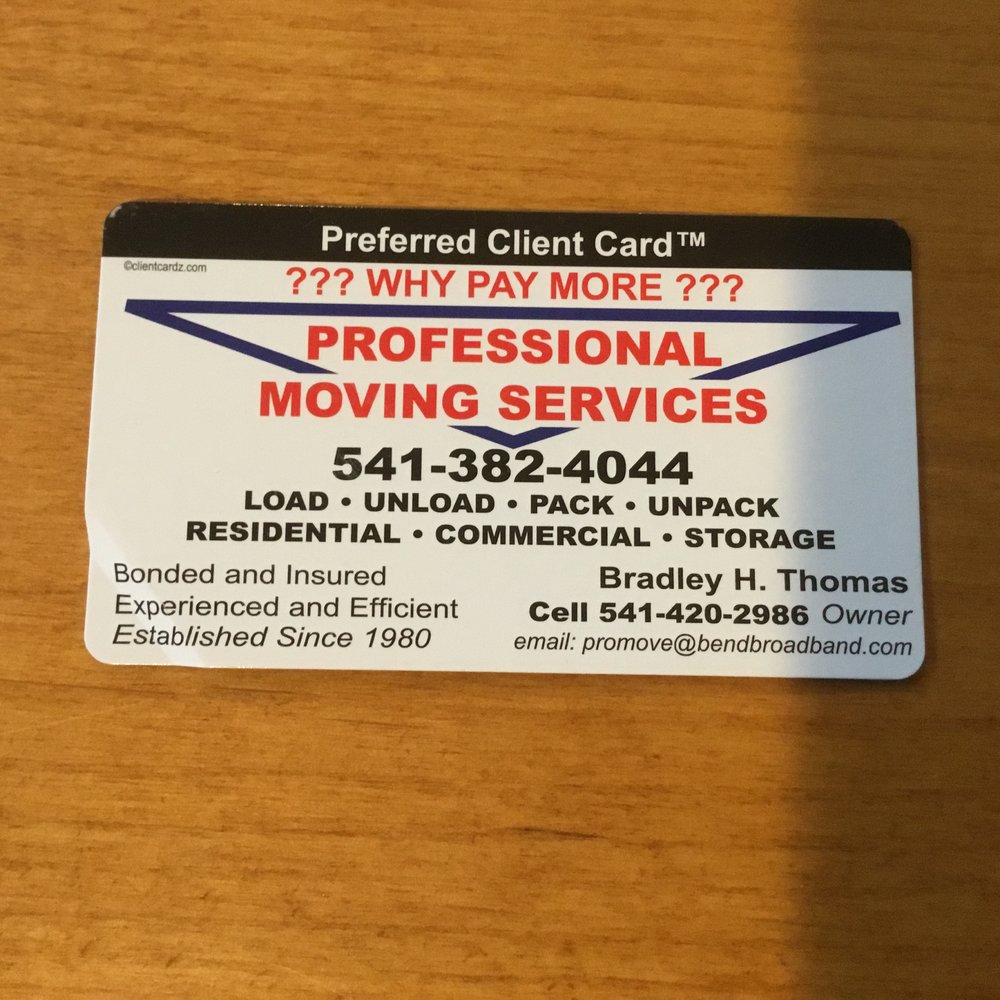 Preferred Client Card™
©clientcardz.com
??? WHY PAY MORE ???
PROFESSIONAL
MOVING SERVICES
541-382-4044
LOAD • UNLOAD • PACK • UNPACK
RESIDENTIAL • COMMERCIAL • STORAGE
Bonded and Insured
Experienced and Efficient
Established Since 1980
Bradley H. Thomas
Cell 541-420-2986 Owner
email: promove@bendbroadband.com